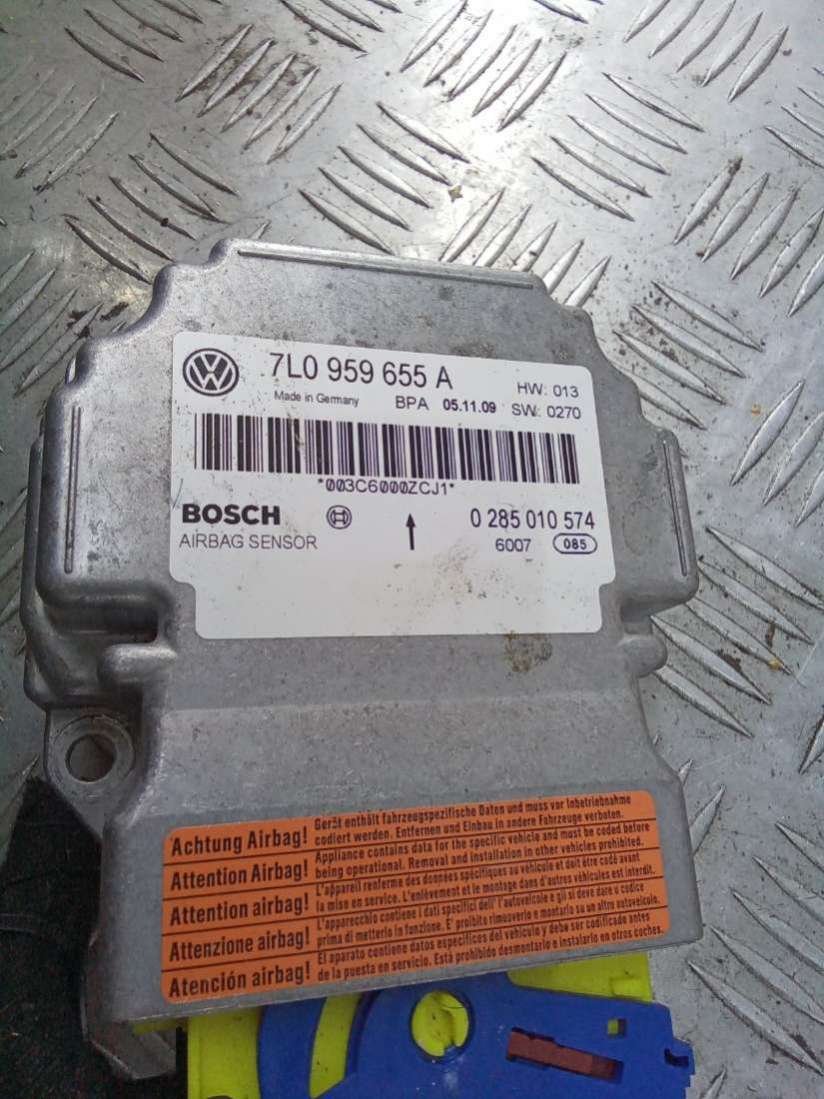 VW
7L0 959 655 A
HW: 013
Made in Germany BPA 05.11.09 SW: 0270
*003C6000ZCJ1*
BOSCH 0 285 010 574
AIRBAG SENSOR 6007 085
Achtung Airbag! Gerät enthält fahrzeugspezifische Daten und muss vor Inbetriebnahme
codiert werden. Entfernen und Einbau in andere Fahrzeuge verboten.
Attention Airbag! Appliance contains data for the specific vehicle and must be coded before
being operational. Removal and installation in other vehicles prohibited.
Attention airbag! L'appareil renferme des données spécifiques au véhicule et doit être codé avant
la mise en service. L'enlèvement et le montage dans d'autres véhicules est interdit.
Attenzione airbag! L'apparecchio contiene i dati specifici dell' autoveicolo e gli si deve dare a codice
prima di metterlo in funzione. È proibito rimuoverlo e montarlo su un altro autoveicolo.
Atención airbag! El aparato contiene datos especificos del vehículo y debe ser codificado antes
de la puesta en servicio. Está prohibido desmontarlo e instalarlo en otros coches.